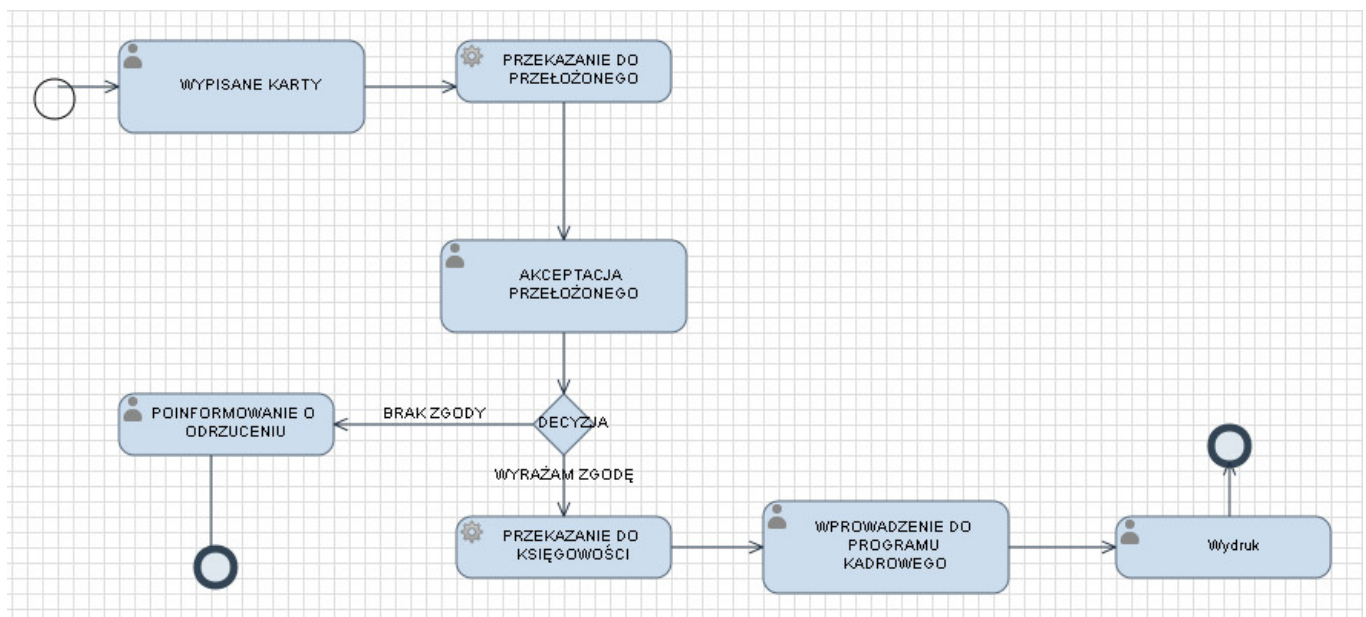 WYPISANE KARTY
PRZEKAZANIE DO
PRZEŁOŻONEGO
AKCEPTACJA
PRZEŁOŻONEGO
POINFORMOWANIE O
ODRZUCENIU
BRAK ZGODY
DECYZJA
WYRAŻAM ZGODĘ
PRZEKAZANIE DO
KSIĘGOWOŚCI
WPROWADZENIE DO
PROGRAMU
KADROWEGO
Wydruk